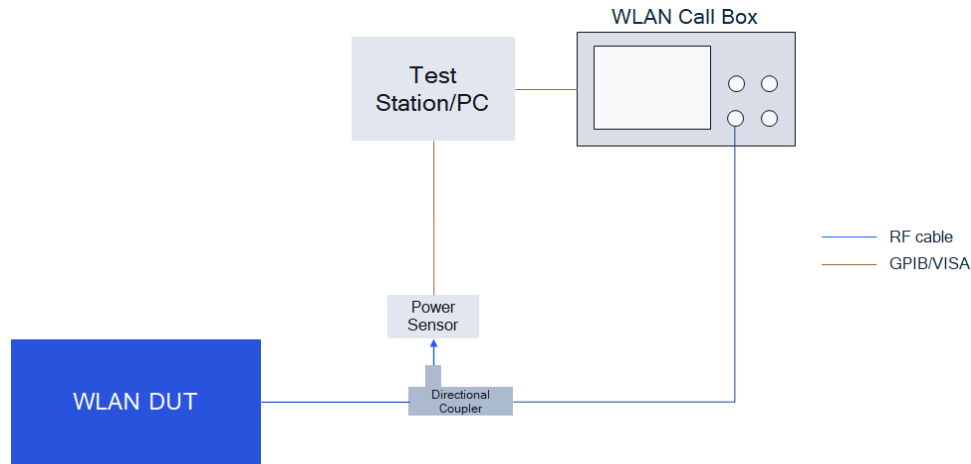 WLAN Call Box
Test
Station/PC
RF cable
GPIB/VISA
Power
Sensor
WLAN DUT
Directional
Coupler